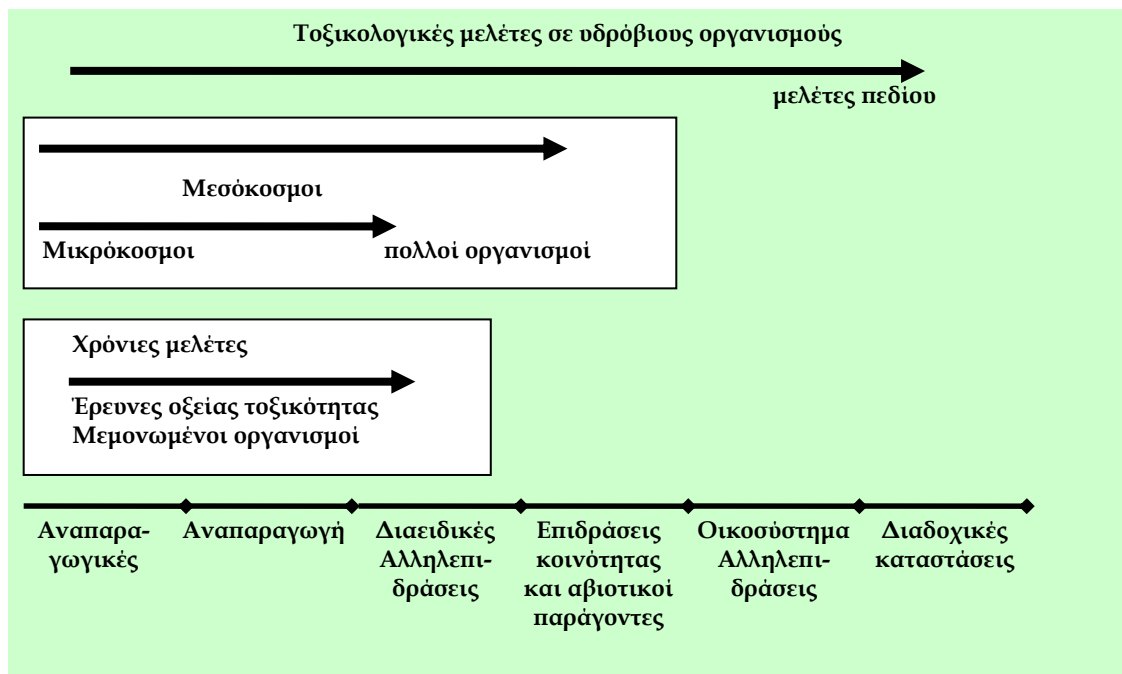 Τοξικολογικές μελέτες σε υδρόβιους οργανισμούς
μελέτες πεδίου
Μεσόκοσμοι
Μικρόκοσμοι πολλοί οργανισμοί
Χρόνιες μελέτες
Έρευνες οξείας τοξικότητας
Μεμονωμένοι οργανισμοί
Αναπαρα-
γωγικές
Αναπαραγωγή
Διαειδικές
Αλληλεπι-
δράσεις
Επιδράσεις
κοινότητας
και αβιοτικοί
παράγοντες
Οικοσύστημα
Αλληλεπι-
δράσεις
Διαδοχικές
καταστάσεις